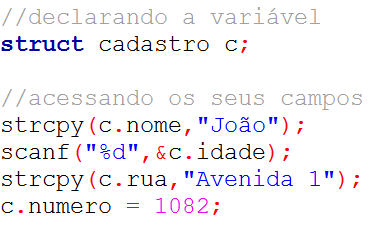 //declarando a variável
struct cadastro c;
//acessando os seus campos
strcpy(c.nome,"João");
scanf("%d",&c.idade);
strcpy(c.rua,"Avenida 1");
c.numero = 1082;